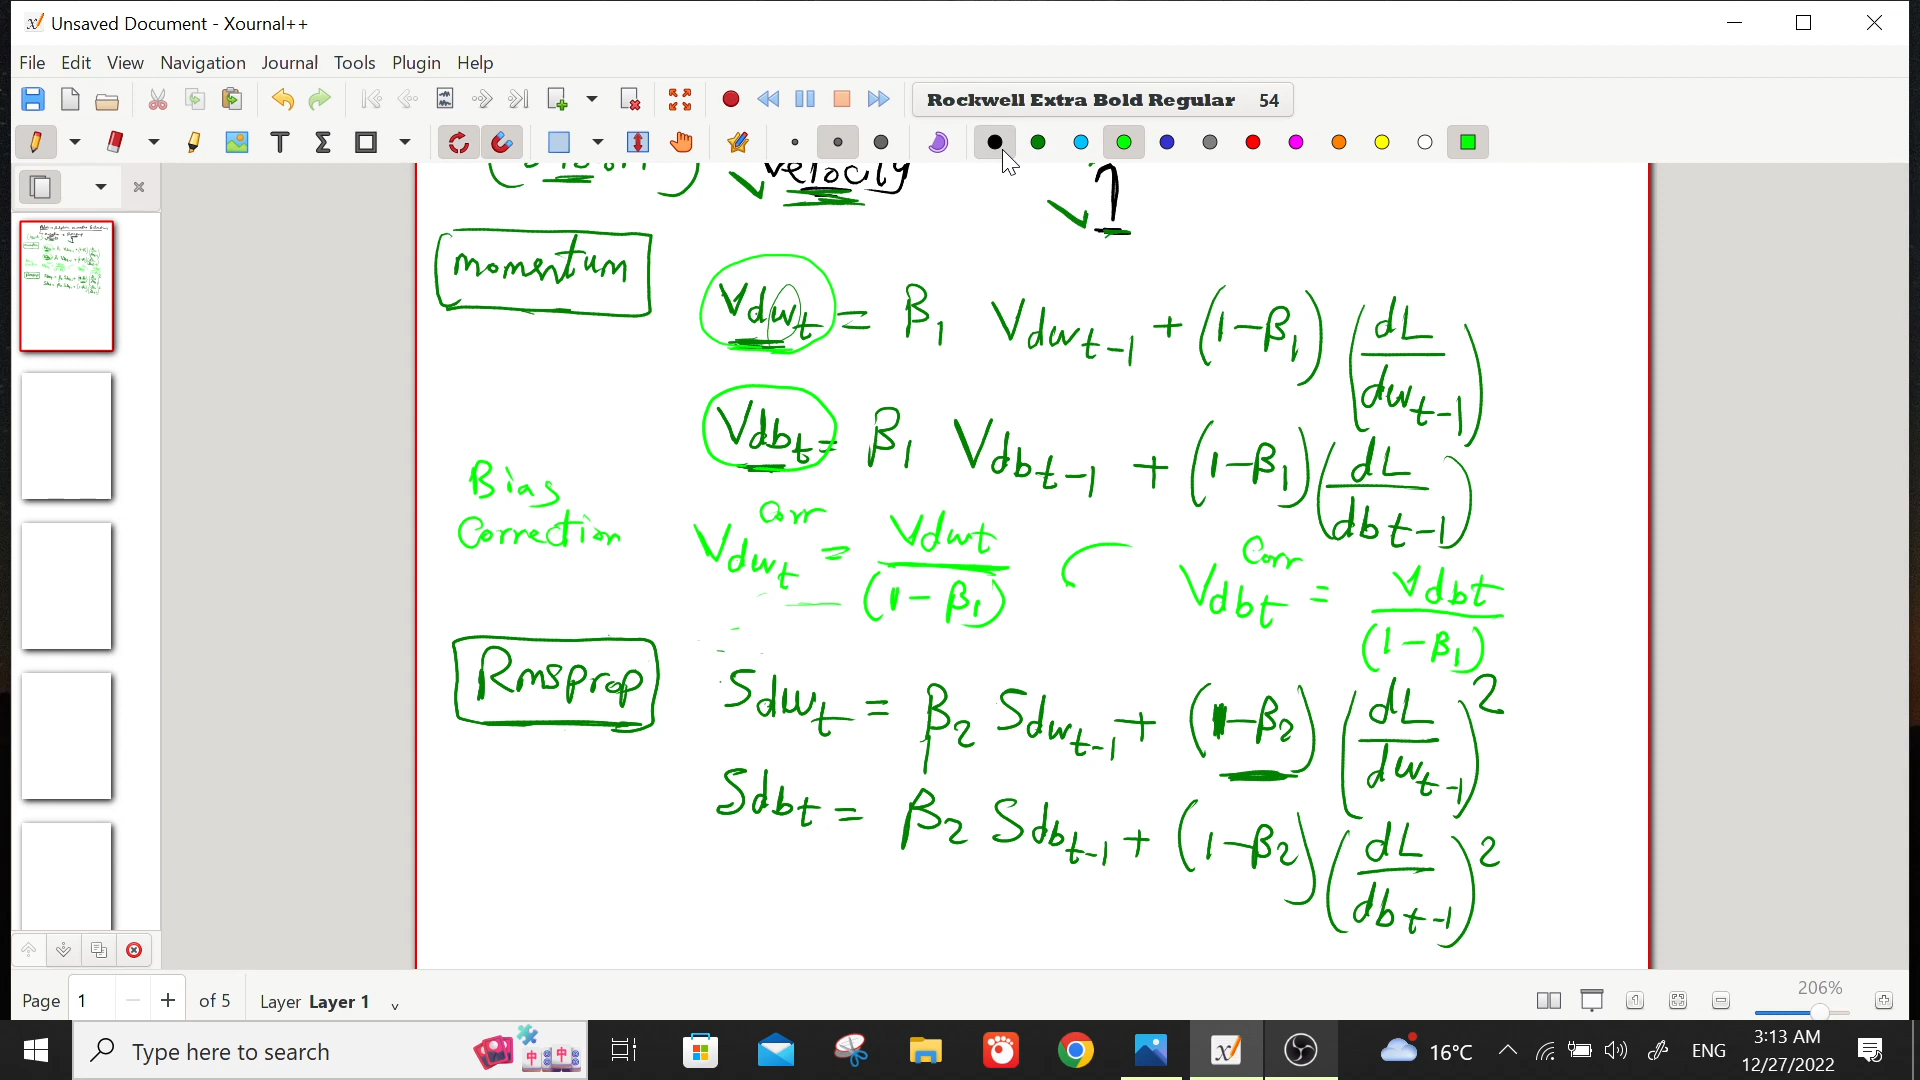 Unsaved Document - Xournal++
File Edit View Navigation Journal Tools Plugin Help
Rockwell Extra Bold Regular 54
velocity 1
momentum
Vdwt = β1 Vdwt-1 + (1-β1) (dL/dwt-1)
Vdbt = β1 Vdbt-1 + (1-β1) (dL/dbt-1)
Bias
Correction
Vdwt corr = Vdwt/(1-β1) Vdbt corr = Vdbt/(1-β1)
Rmsprop
Sdwt = β2 Sdwt-1 + (1-β2) (dL/dwt-1)2
Sdbt = β2 Sdbt-1 + (1-β2) (dL/dbt-1)2
Page 1 of 5 Layer Layer 1
206%
Type here to search
16°C ENG
3:13 AM
12/27/2022